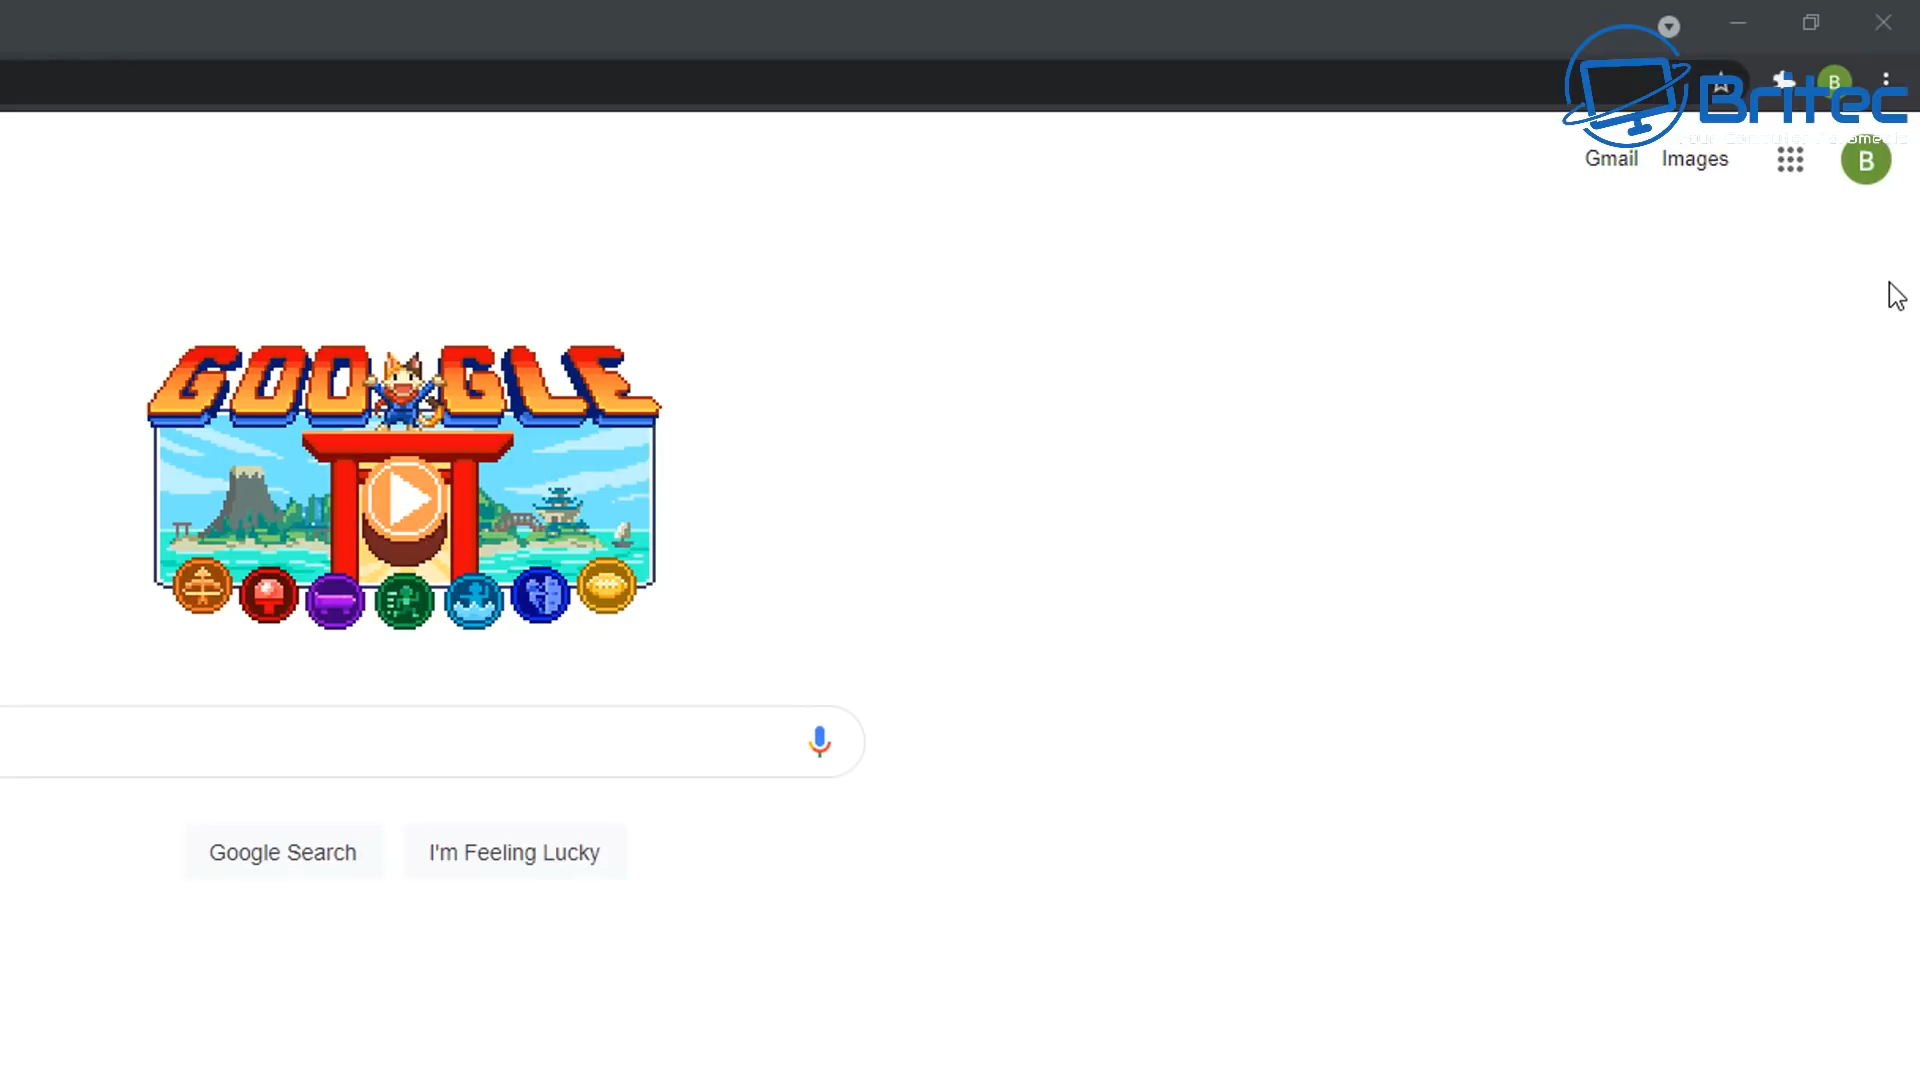 B
Britec
Gmail Images
B
GOOGLE
Google Search
I'm Feeling Lucky